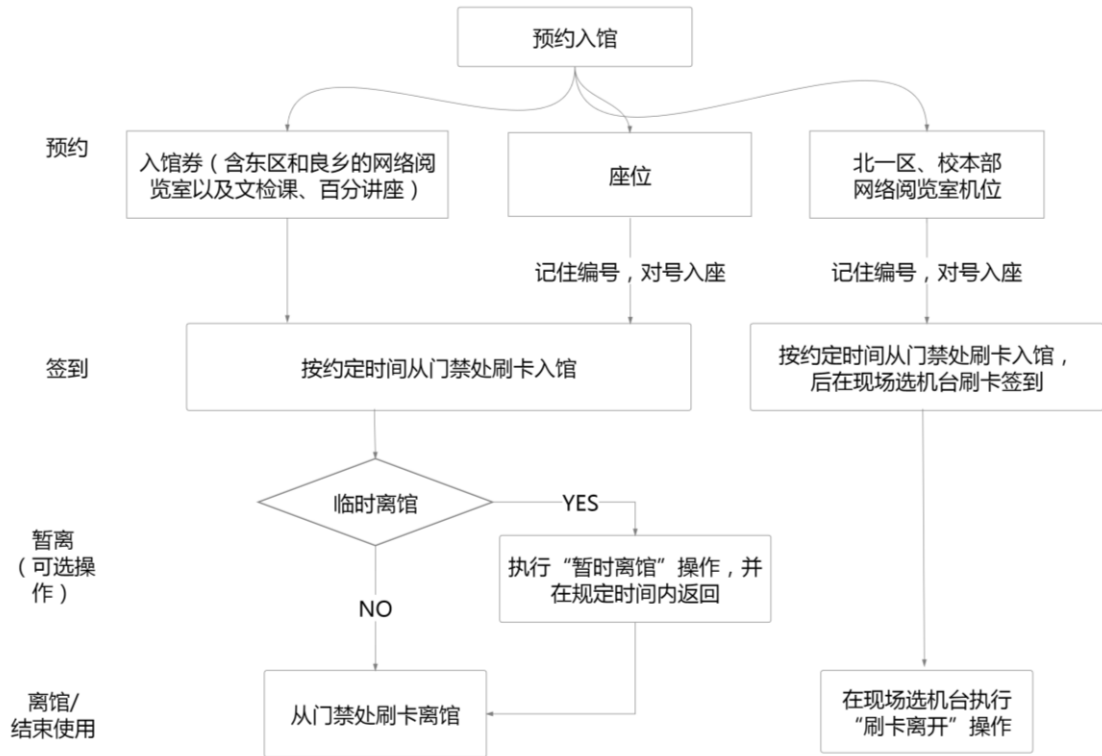 预约入馆
预约
入馆券（含东区和良乡的网络阅
览室以及文检课、百分讲座）
座位
北一区、校本部
网络阅览室机位
记住编号，对号入座
记住编号，对号入座
签到
按约定时间从门禁处刷卡入馆
按约定时间从门禁处刷卡入馆，
后在现场选机台刷卡签到
临时离馆
YES
暂离
（可选操
作）
执行“暂时离馆”操作，并
在规定时间内返回
NO
离馆/
结束使用
从门禁处刷卡离馆
在现场选机台执行
“刷卡离开”操作